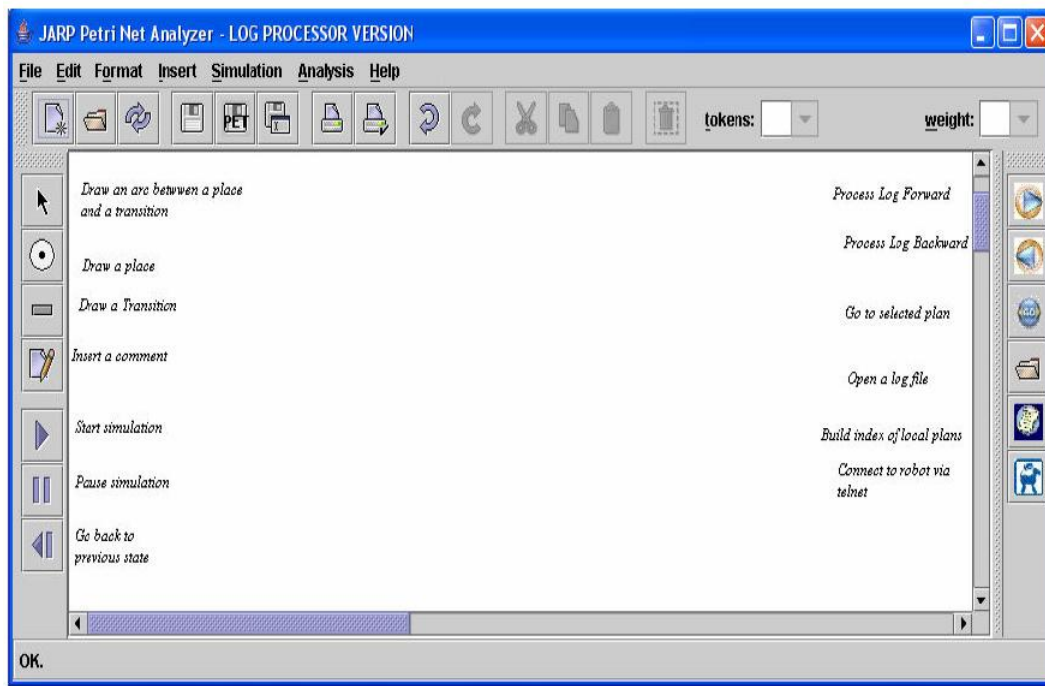 JARP Petri Net Analyzer - LOG PROCESSOR VERSION
File Edit Format Insert Simulation Analysis Help
PET
tokens:
weight:
Draw an arc betwwen a place
and a transition
Draw a place
Draw a Transition
Insert a comment
Start simulation
Pause simulation
Go back to
previous state
Process Log Forward
Process Log Backward
GO
Go to selected plan
Open a log file
Build index of local plans
Connect to robot via
telnet
OK.